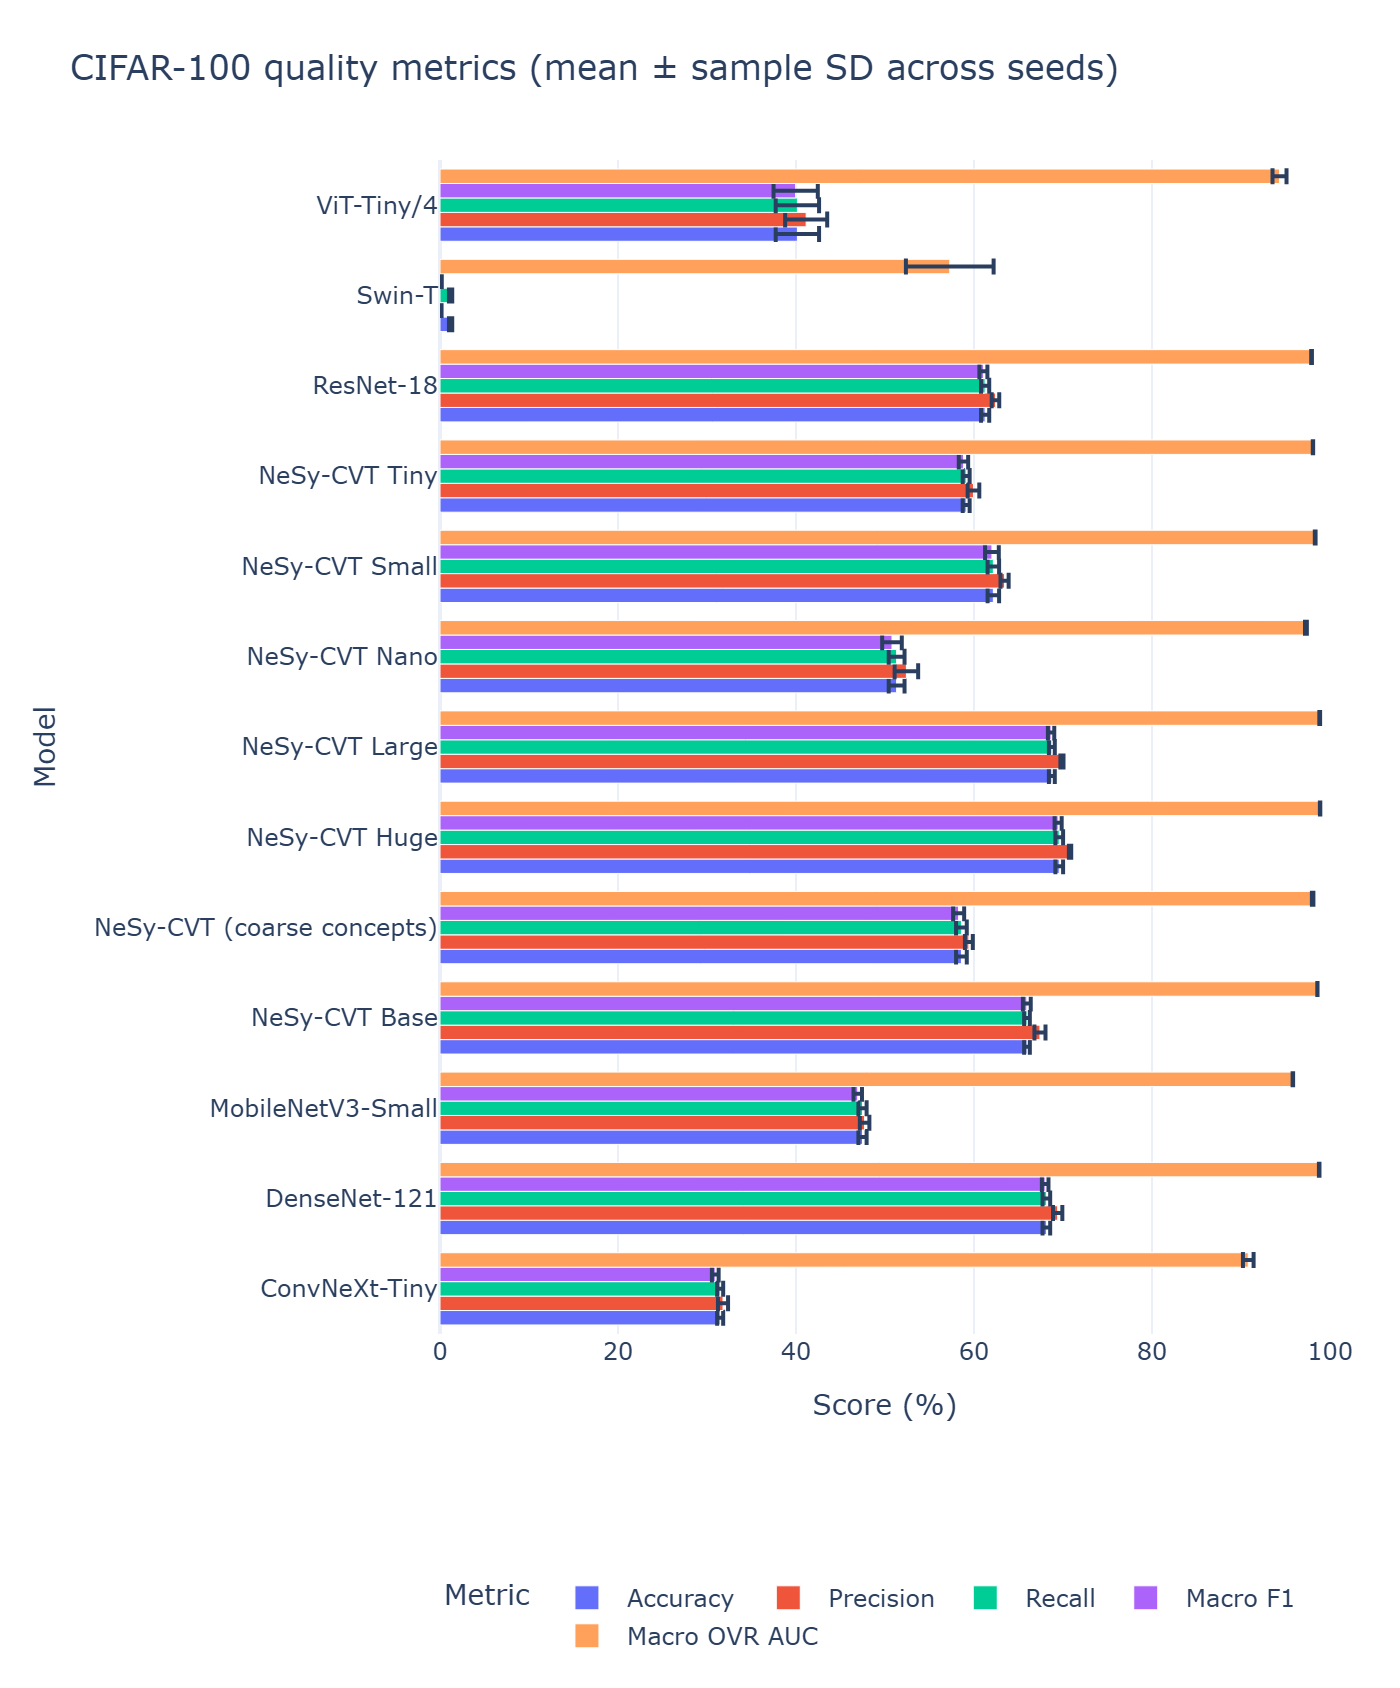 CIFAR-100 quality metrics (mean ± sample SD across seeds)
ViT-Tiny/4
Swin-T
ResNet-18
NeSy-CVT Tiny
NeSy-CVT Small
NeSy-CVT Nano
NeSy-CVT Large
NeSy-CVT Huge
NeSy-CVT (coarse concepts)
NeSy-CVT Base
MobileNetV3-Small
DenseNet-121
ConvNeXt-Tiny
Model
0 20 40 60 80 100
Score (%)
Metric Accuracy Precision Recall Macro F1
Macro OVR AUC